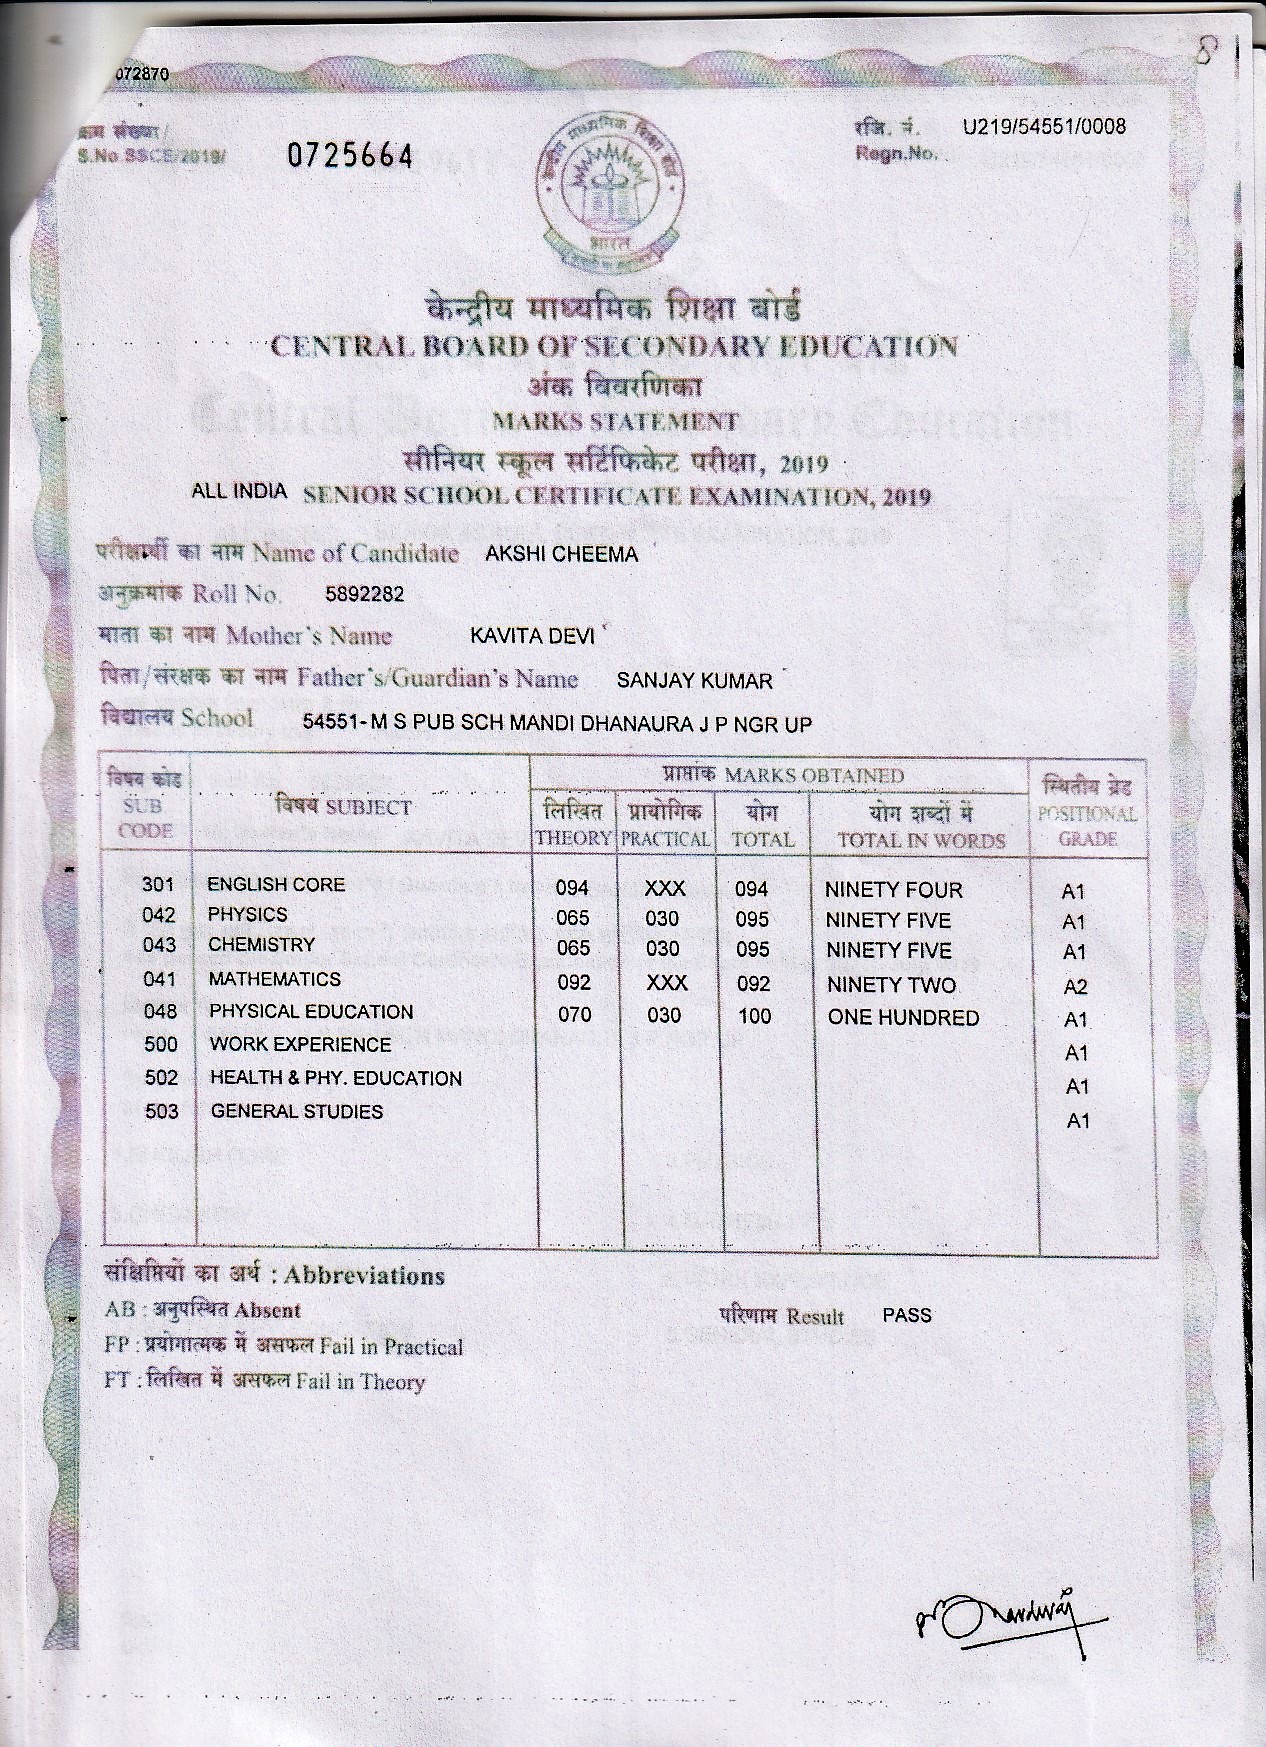 072870
क्रम संख्या/
S.No.SSCE/2019/ 0725664
रजि. नं. U219/54551/0008
Regn.No.
केन्द्रीय माध्यमिक शिक्षा बोर्ड
भारत
केन्द्रीय माध्यमिक शिक्षा बोर्ड
CENTRAL BOARD OF SECONDARY EDUCATION
अंक विवरणिका
MARKS STATEMENT
सीनियर स्कूल सर्टिफिकेट परीक्षा, 2019
ALL INDIA SENIOR SCHOOL CERTIFICATE EXAMINATION, 2019
परीक्षार्थी का नाम Name of Candidate AKSHI CHEEMA
अनुक्रमांक Roll No. 5892282
माता का नाम Mother's Name KAVITA DEVI
पिता/संरक्षक का नाम Father's/Guardian's Name SANJAY KUMAR
विद्यालय School 54551- M S PUB SCH MANDI DHANAURA J P NGR UP
विषय कोड SUB CODE विषय SUBJECT प्राप्तांक MARKS OBTAINED स्थितीय ग्रेड POSITIONAL GRADE
लिखित THEORY प्रायोगिक PRACTICAL योग TOTAL योग शब्दों में TOTAL IN WORDS
301 ENGLISH CORE 094 XXX 094 NINETY FOUR A1
042 PHYSICS 065 030 095 NINETY FIVE A1
043 CHEMISTRY 065 030 095 NINETY FIVE A1
041 MATHEMATICS 092 XXX 092 NINETY TWO A2
048 PHYSICAL EDUCATION 070 030 100 ONE HUNDRED A1
500 WORK EXPERIENCE A1
502 HEALTH & PHY. EDUCATION A1
503 GENERAL STUDIES A1
संक्षिप्तियों का अर्थ : Abbreviations
AB : अनुपस्थित Absent
परिणाम Result PASS
FP : प्रयोगात्मक में असफल Fail in Practical
FT : लिखित में असफल Fail in Theory